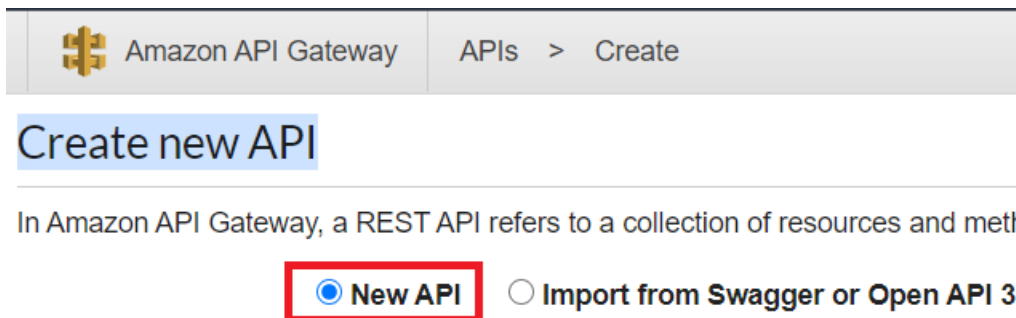 Amazon API Gateway APIs > Create
Create new API
In Amazon API Gateway, a REST API refers to a collection of resources and
New API Import from Swagger or Open API 3